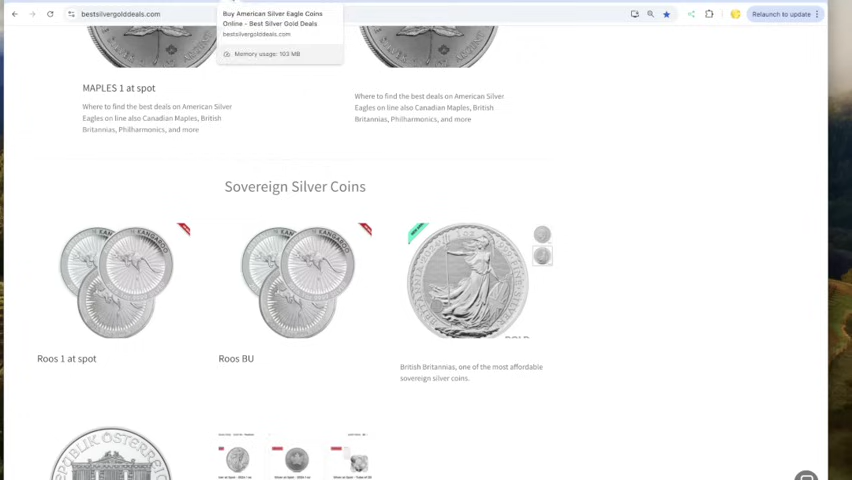 bestsilvergolddeals.com
Relaunch to update
Buy American Silver Eagle Coins
Online - Best Silver Gold Deals
bestsilvergolddeals.com
Memory usage: 103 MB
MAPLES 1 at spot
Where to find the best deals on American Silver
Eagles on line also Canadian Maples, British
Britannias, Philharmonics, and more
Where to find the best deals on American Silver
Eagles on line also Canadian Maples, British
Britannias, Philharmonics, and more
Sovereign Silver Coins
Roos 1 at spot
Roos BU
British Britannias, one of the most affordable
sovereign silver coins.
REPUBLIK ÖSTERREICH